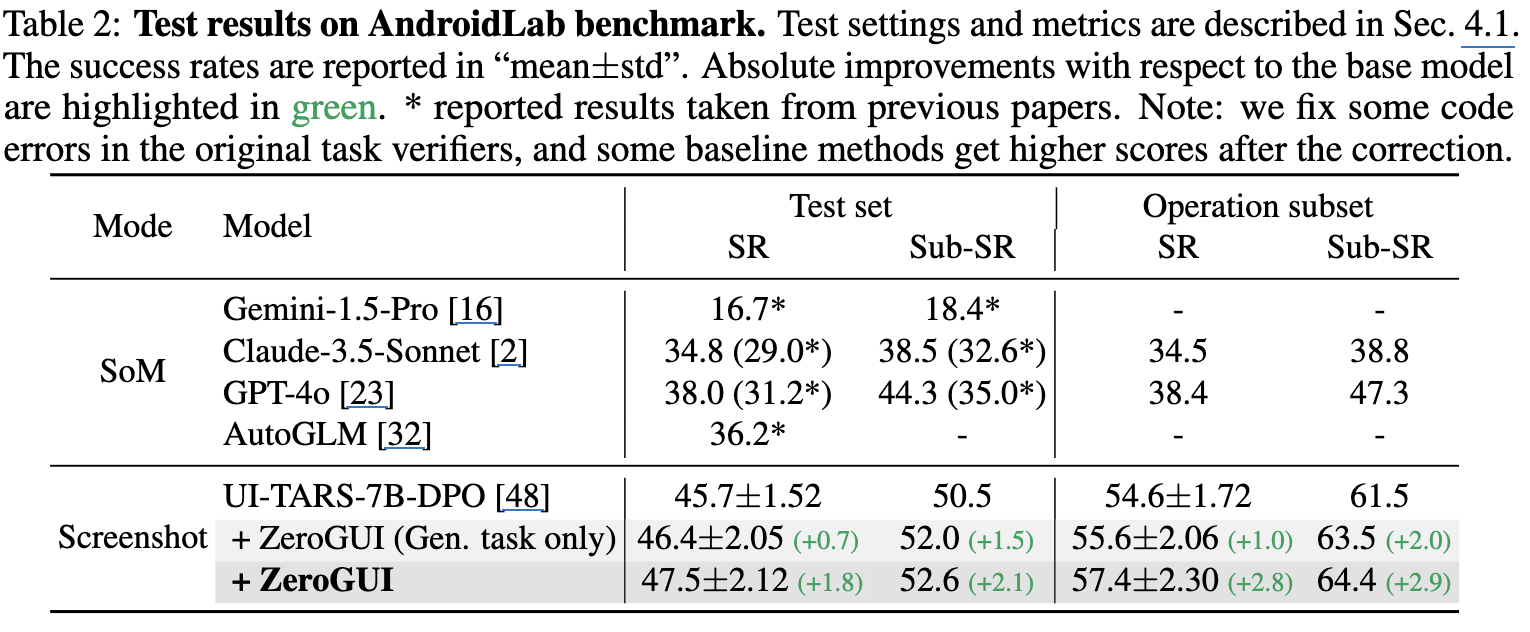 Table 2: Test results on AndroidLab benchmark. Test settings and metrics are described in Sec. 4.1.
The success rates are reported in “mean±std”. Absolute improvements with respect to the base model
are highlighted in green. * reported results taken from previous papers. Note: we fix some code
errors in the original task verifiers, and some baseline methods get higher scores after the correction.
Mode Model Test set Operation subset
SR Sub-SR SR Sub-SR
SoM
Gemini-1.5-Pro [16] 16.7* 18.4* - -
Claude-3.5-Sonnet [2] 34.8 (29.0*) 38.5 (32.6*) 34.5 38.8
GPT-4o [23] 38.0 (31.2*) 44.3 (35.0*) 38.4 47.3
AutoGLM [32] 36.2* - - -
Screenshot
UI-TARS-7B-DPO [48] 45.7±1.52 50.5 54.6±1.72 61.5
+ ZeroGUI (Gen. task only) 46.4±2.05 (+0.7) 52.0 (+1.5) 55.6±2.06 (+1.0) 63.5 (+2.0)
+ ZeroGUI 47.5±2.12 (+1.8) 52.6 (+2.1) 57.4±2.30 (+2.8) 64.4 (+2.9)